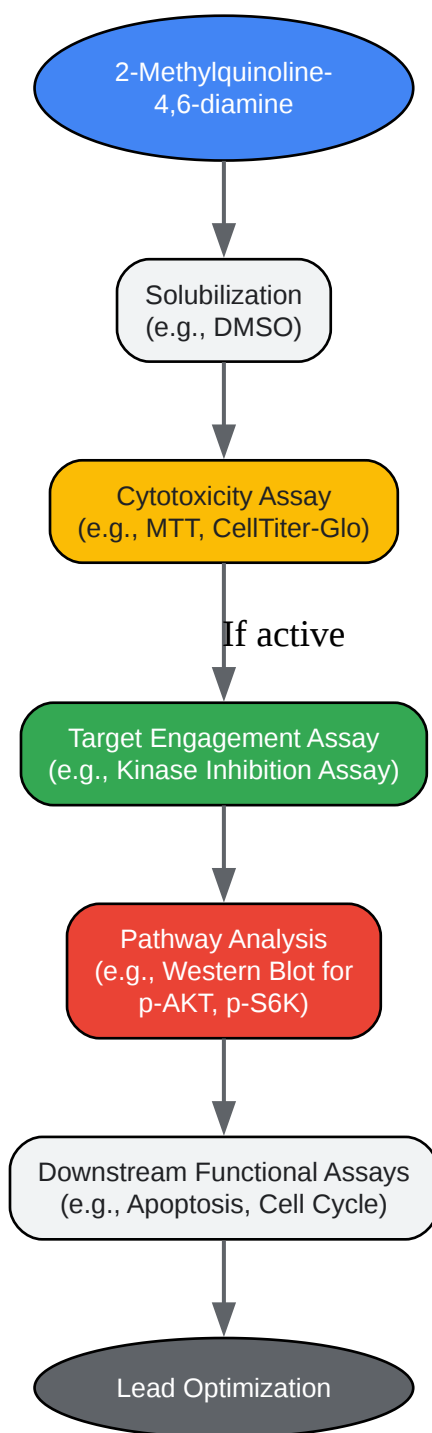 2-Methylquinoline-
4,6-diamine
Solubilization
(e.g., DMSO)
Cytotoxicity Assay
(e.g., MTT, CellTiter-Glo)
If active
Target Engagement Assay
(e.g., Kinase Inhibition Assay)
Pathway Analysis
(e.g., Western Blot for
p-AKT, p-S6K)
Downstream Functional Assays
(e.g., Apoptosis, Cell Cycle)
Lead Optimization